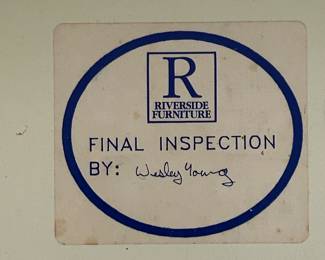 R
RIVERSIDE
FURNITURE
FINAL INSPECTION
BY: Wesley Young